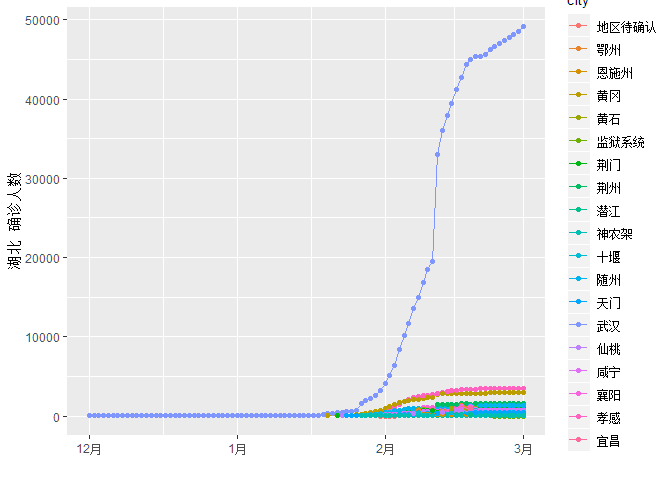 city
50000
40000
30000
20000
10000
0
湖北 确诊人数
12月
1月
2月
3月
地区待确认
鄂州
恩施州
黄冈
黄石
监狱系统
荆门
荆州
潜江
神农架
十堰
随州
天门
武汉
仙桃
咸宁
襄阳
孝感
宜昌